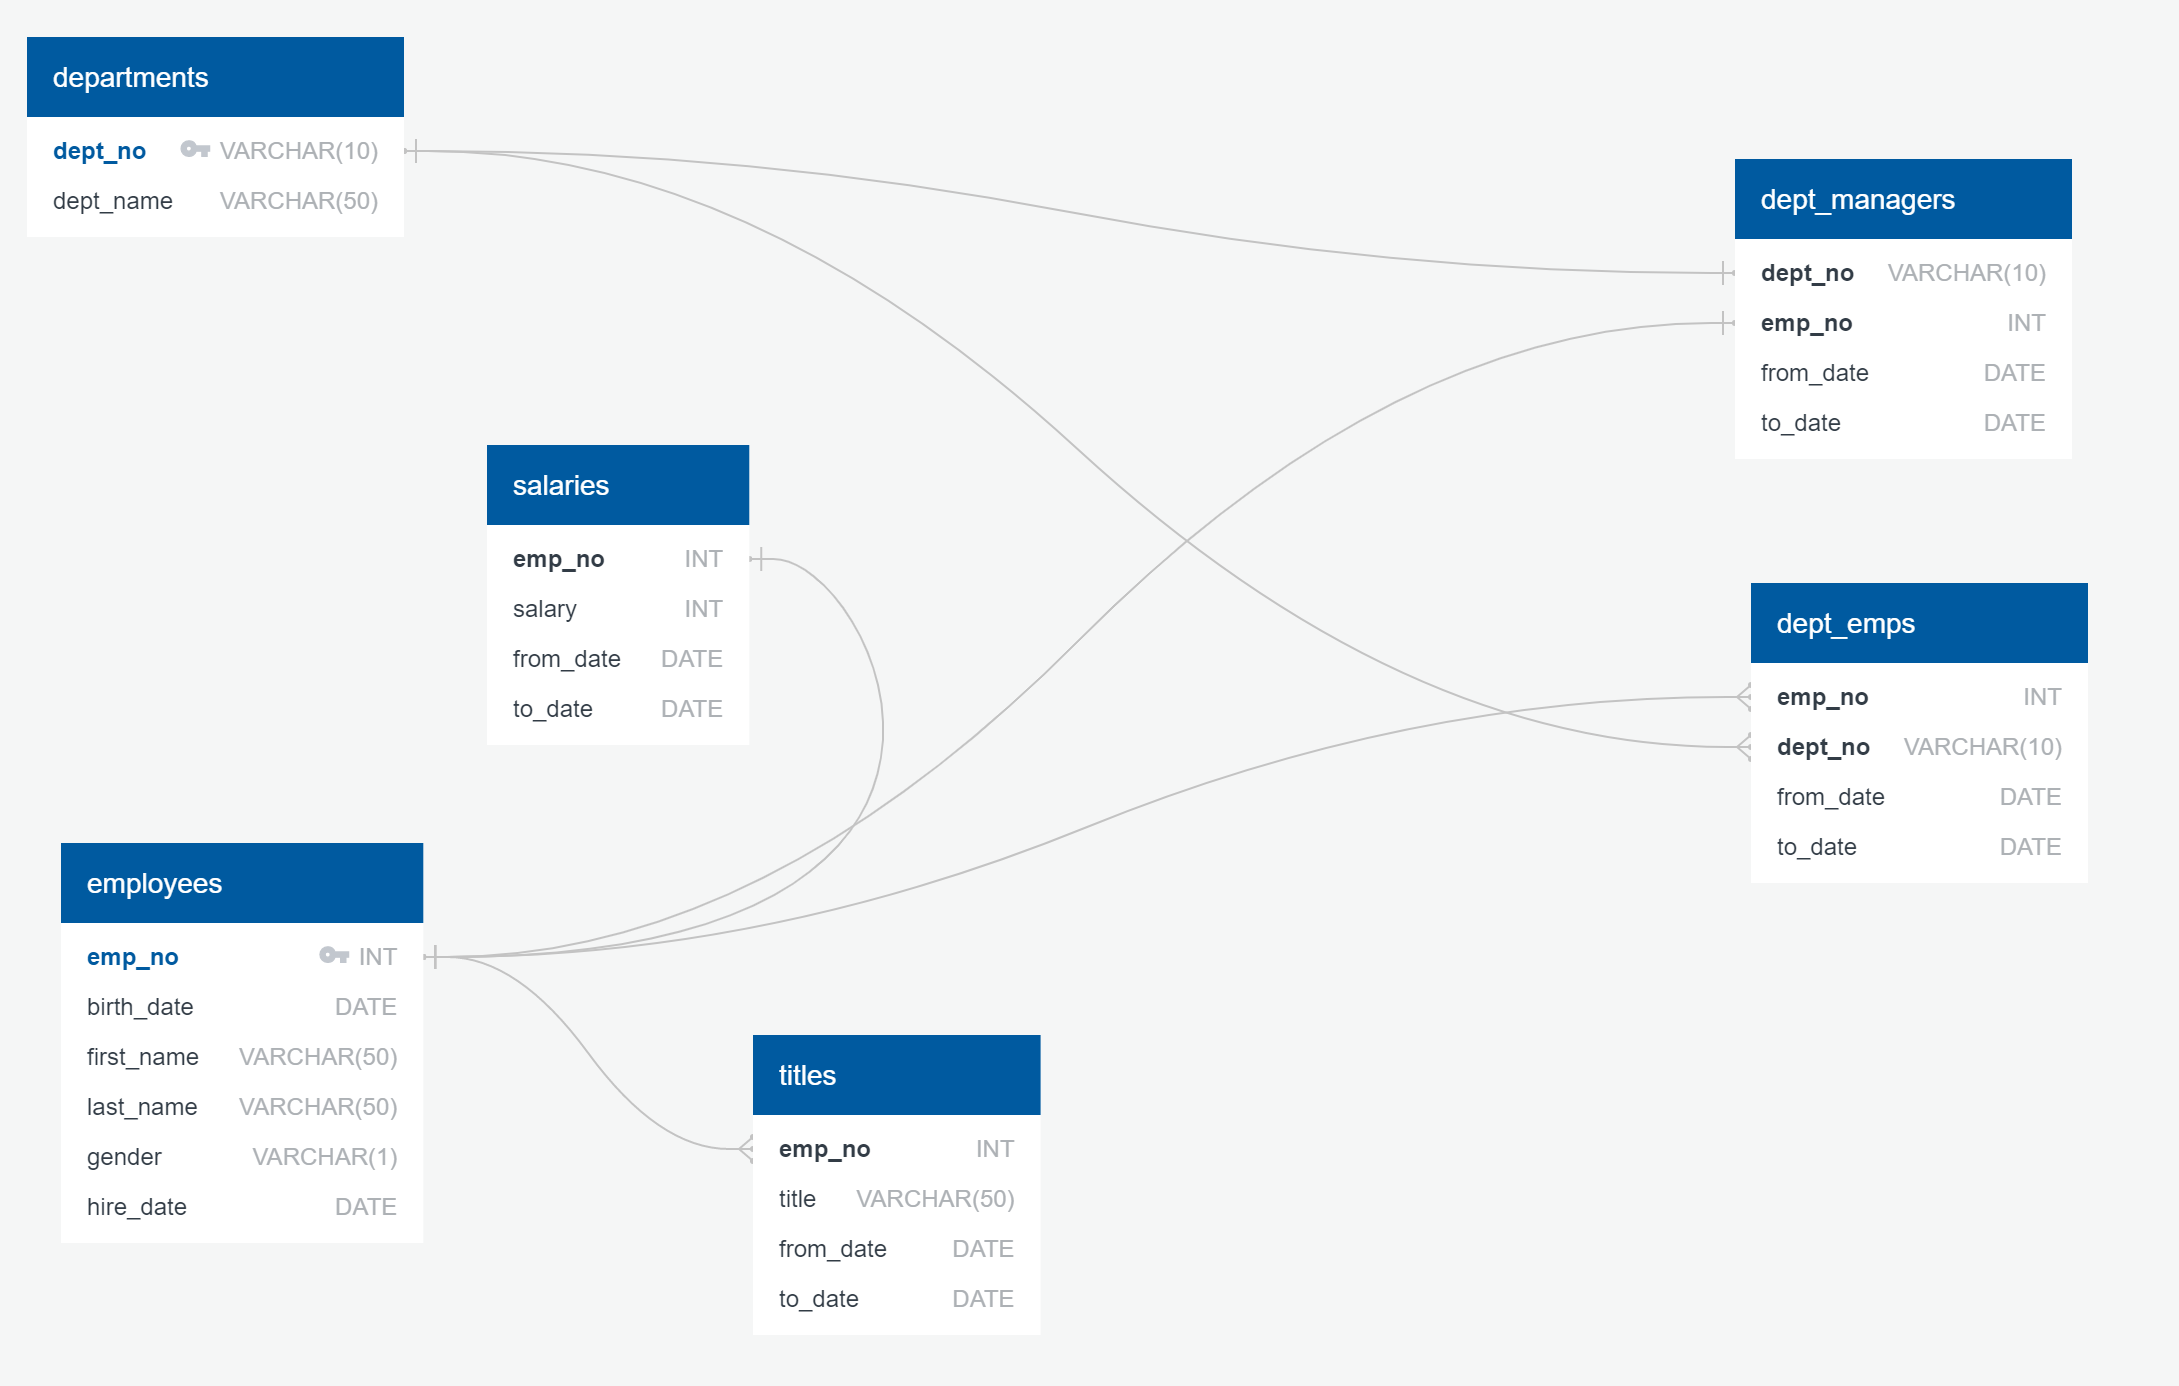 departments
dept_no VARCHAR(10)
dept_name VARCHAR(50)
dept_managers
dept_no VARCHAR(10)
emp_no INT
from_date DATE
to_date DATE
salaries
emp_no INT
salary INT
from_date DATE
to_date DATE
dept_emps
emp_no INT
dept_no VARCHAR(10)
from_date DATE
to_date DATE
employees
emp_no INT
birth_date DATE
first_name VARCHAR(50)
last_name VARCHAR(50)
gender VARCHAR(1)
hire_date DATE
titles
emp_no INT
title VARCHAR(50)
from_date DATE
to_date DATE